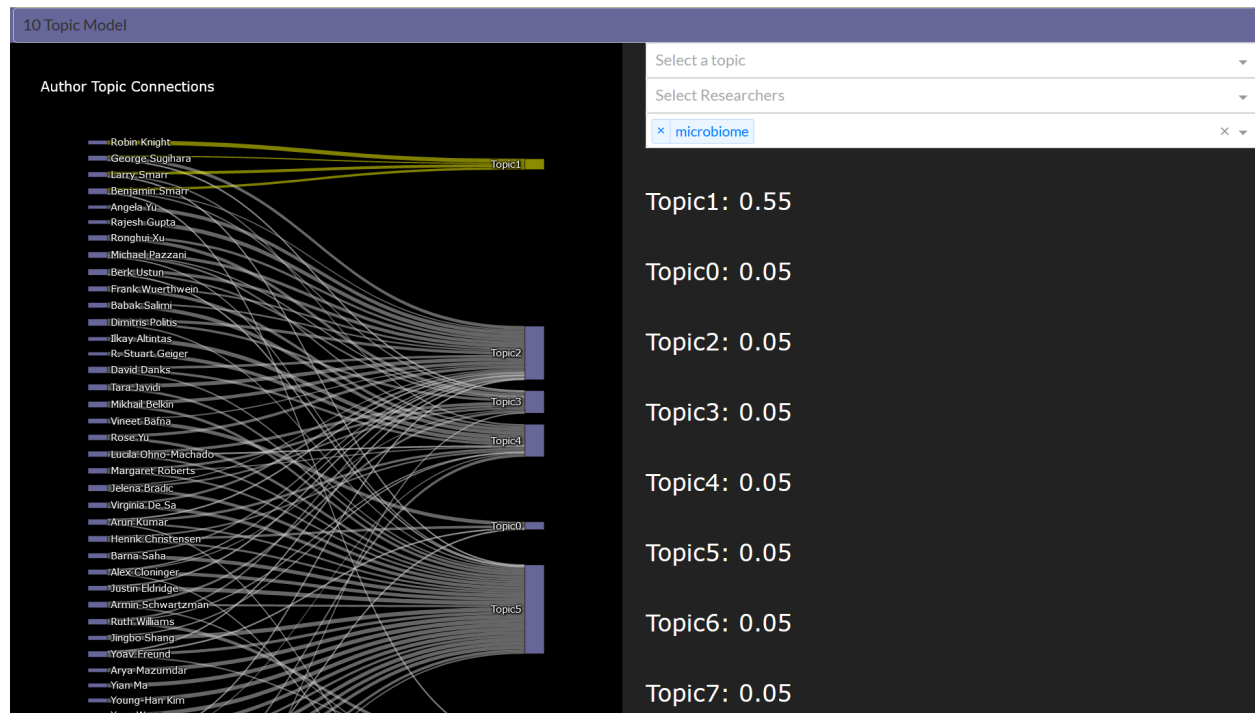 10 Topic Model
Author Topic Connections
Robin Knight
George Sugihara
Larry Smarr
Benjamin Smarr
Angela Yu
Rajesh Gupta
Ronghui Xu
Michael Pazzani
Berk Ustun
Frank Wuerthwein
Babak Salimi
Dimitris Politis
Ilkay Altintas
R. Stuart Geiger
David Danks
Tara Javidi
Mikhail Belkin
Vineet Bafna
Rose Yu
Lucila Ohno-Machado
Margaret Roberts
Jelena Bradic
Virginia De Sa
Arun Kumar
Henrik Christensen
Barna Saha
Alex Cloninger
Justin Eldridge
Armin Schwartzman
Ruth Williams
Jingbo Shang
Yoav Freund
Arya Mazumdar
Yian Ma
Young-Han Kim
Topic1
Topic2
Topic3
Topic4
Topic0
Topic5
Select a topic
Select Researchers
× microbiome ×
Topic1: 0.55
Topic0: 0.05
Topic2: 0.05
Topic3: 0.05
Topic4: 0.05
Topic5: 0.05
Topic6: 0.05
Topic7: 0.05